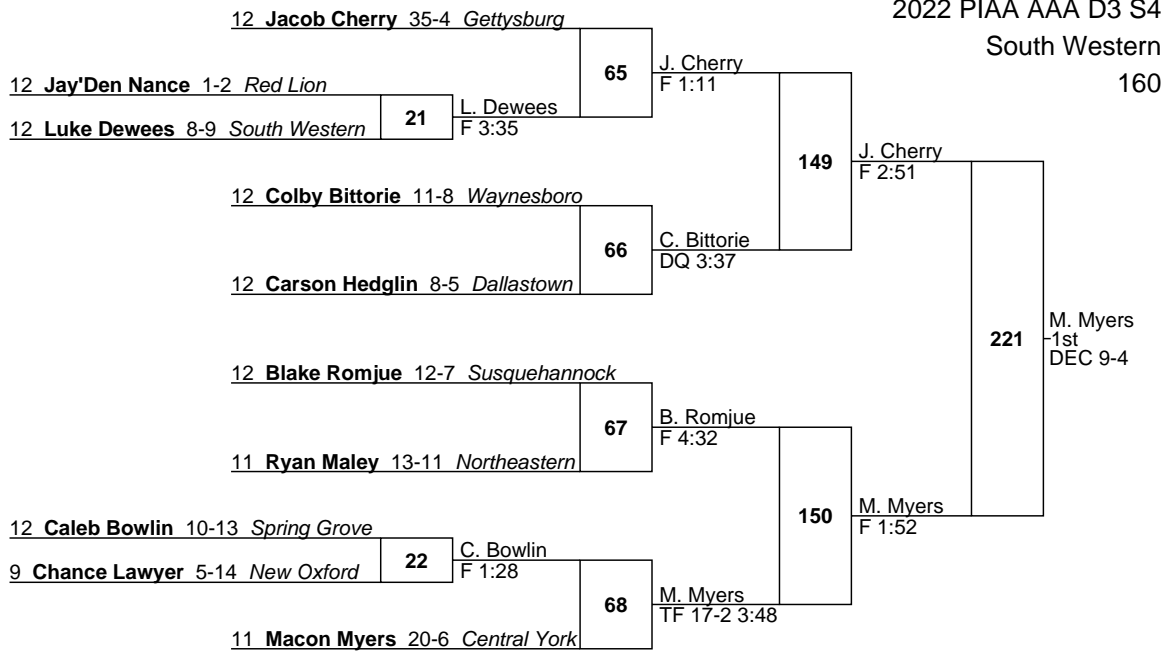 2022 PIAA AAA D3 S4
South Western
160
12 Jacob Cherry 35-4 Gettysburg
65
J. Cherry
F 1:11
12 Jay'Den Nance 1-2 Red Lion
21
L. Dewees
F 3:35
12 Luke Dewees 8-9 South Western
149
J. Cherry
F 2:51
12 Colby Bittorie 11-8 Waynesboro
66
C. Bittorie
DQ 3:37
12 Carson Hedglin 8-5 Dallastown
221
M. Myers
1st
DEC 9-4
12 Blake Romjue 12-7 Susquehannock
67
B. Romjue
F 4:32
11 Ryan Maley 13-11 Northeastern
150
M. Myers
F 1:52
12 Caleb Bowlin 10-13 Spring Grove
22
C. Bowlin
F 1:28
9 Chance Lawyer 5-14 New Oxford
68
M. Myers
TF 17-2 3:48
11 Macon Myers 20-6 Central York